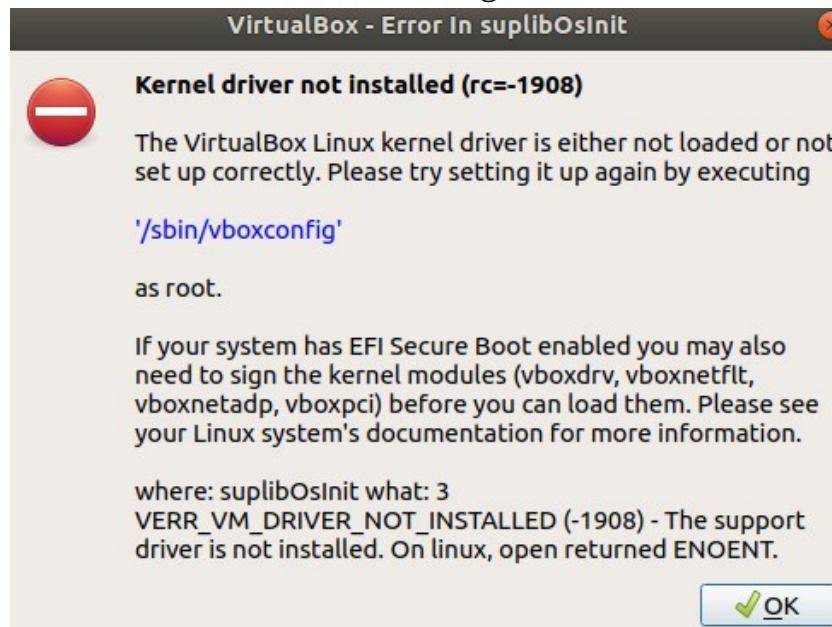 VirtualBox - Error In suplibOsInit
Kernel driver not installed (rc=-1908)
The VirtualBox Linux kernel driver is either not loaded or not
set up correctly. Please try setting it up again by executing
'/sbin/vboxconfig'
as root.
If your system has EFI Secure Boot enabled you may also
need to sign the kernel modules (vboxdrv, vboxnetflt,
vboxnetadp, vboxpci) before you can load them. Please see
your Linux system's documentation for more information.
where: suplibOsInit what: 3
VERR_VM_DRIVER_NOT_INSTALLED (-1908) - The support
driver is not installed. On linux, open returned ENOENT.
OK